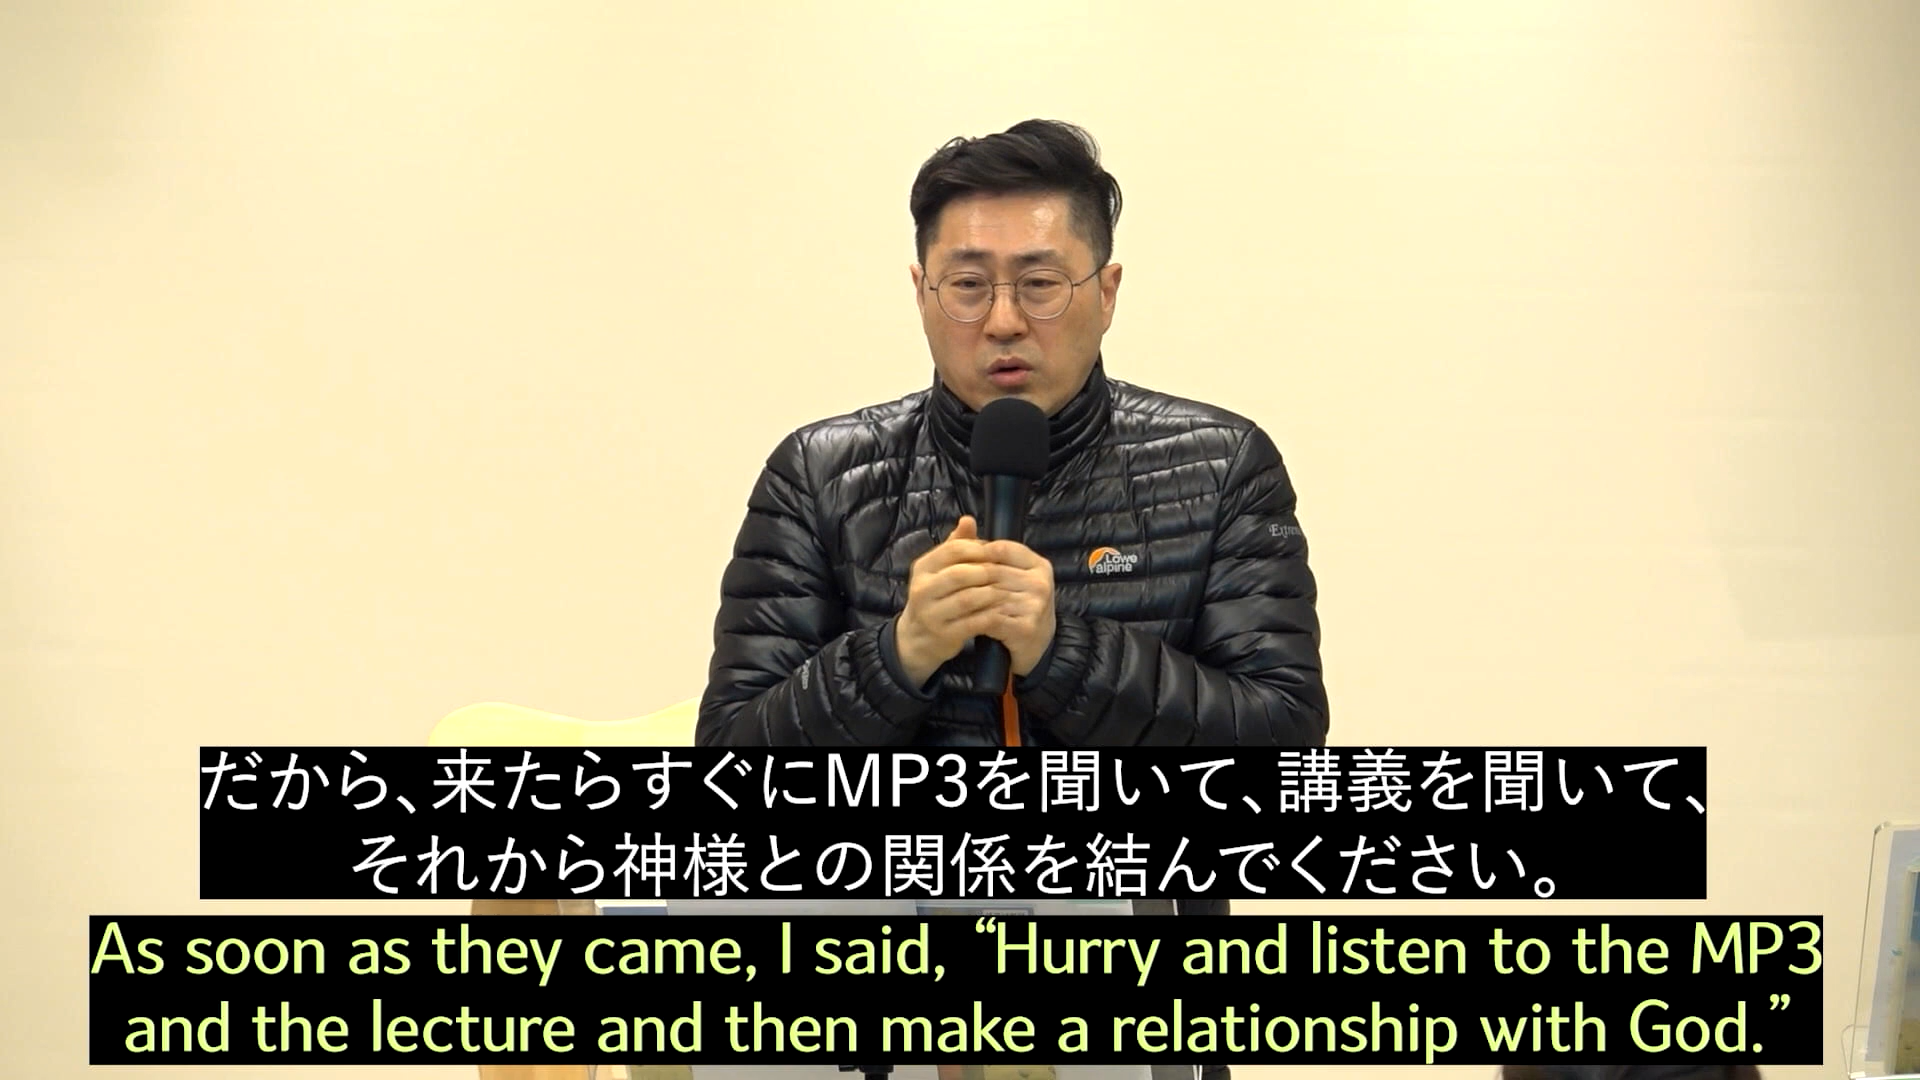 Extrem
Lowe
alpine
だから、来たらすぐにMP3を聞いて、講義を聞いて、
それから神様との関係を結んでください。
As soon as they came, I said, “Hurry and listen to the MP3
and the lecture and then make a relationship with God.”